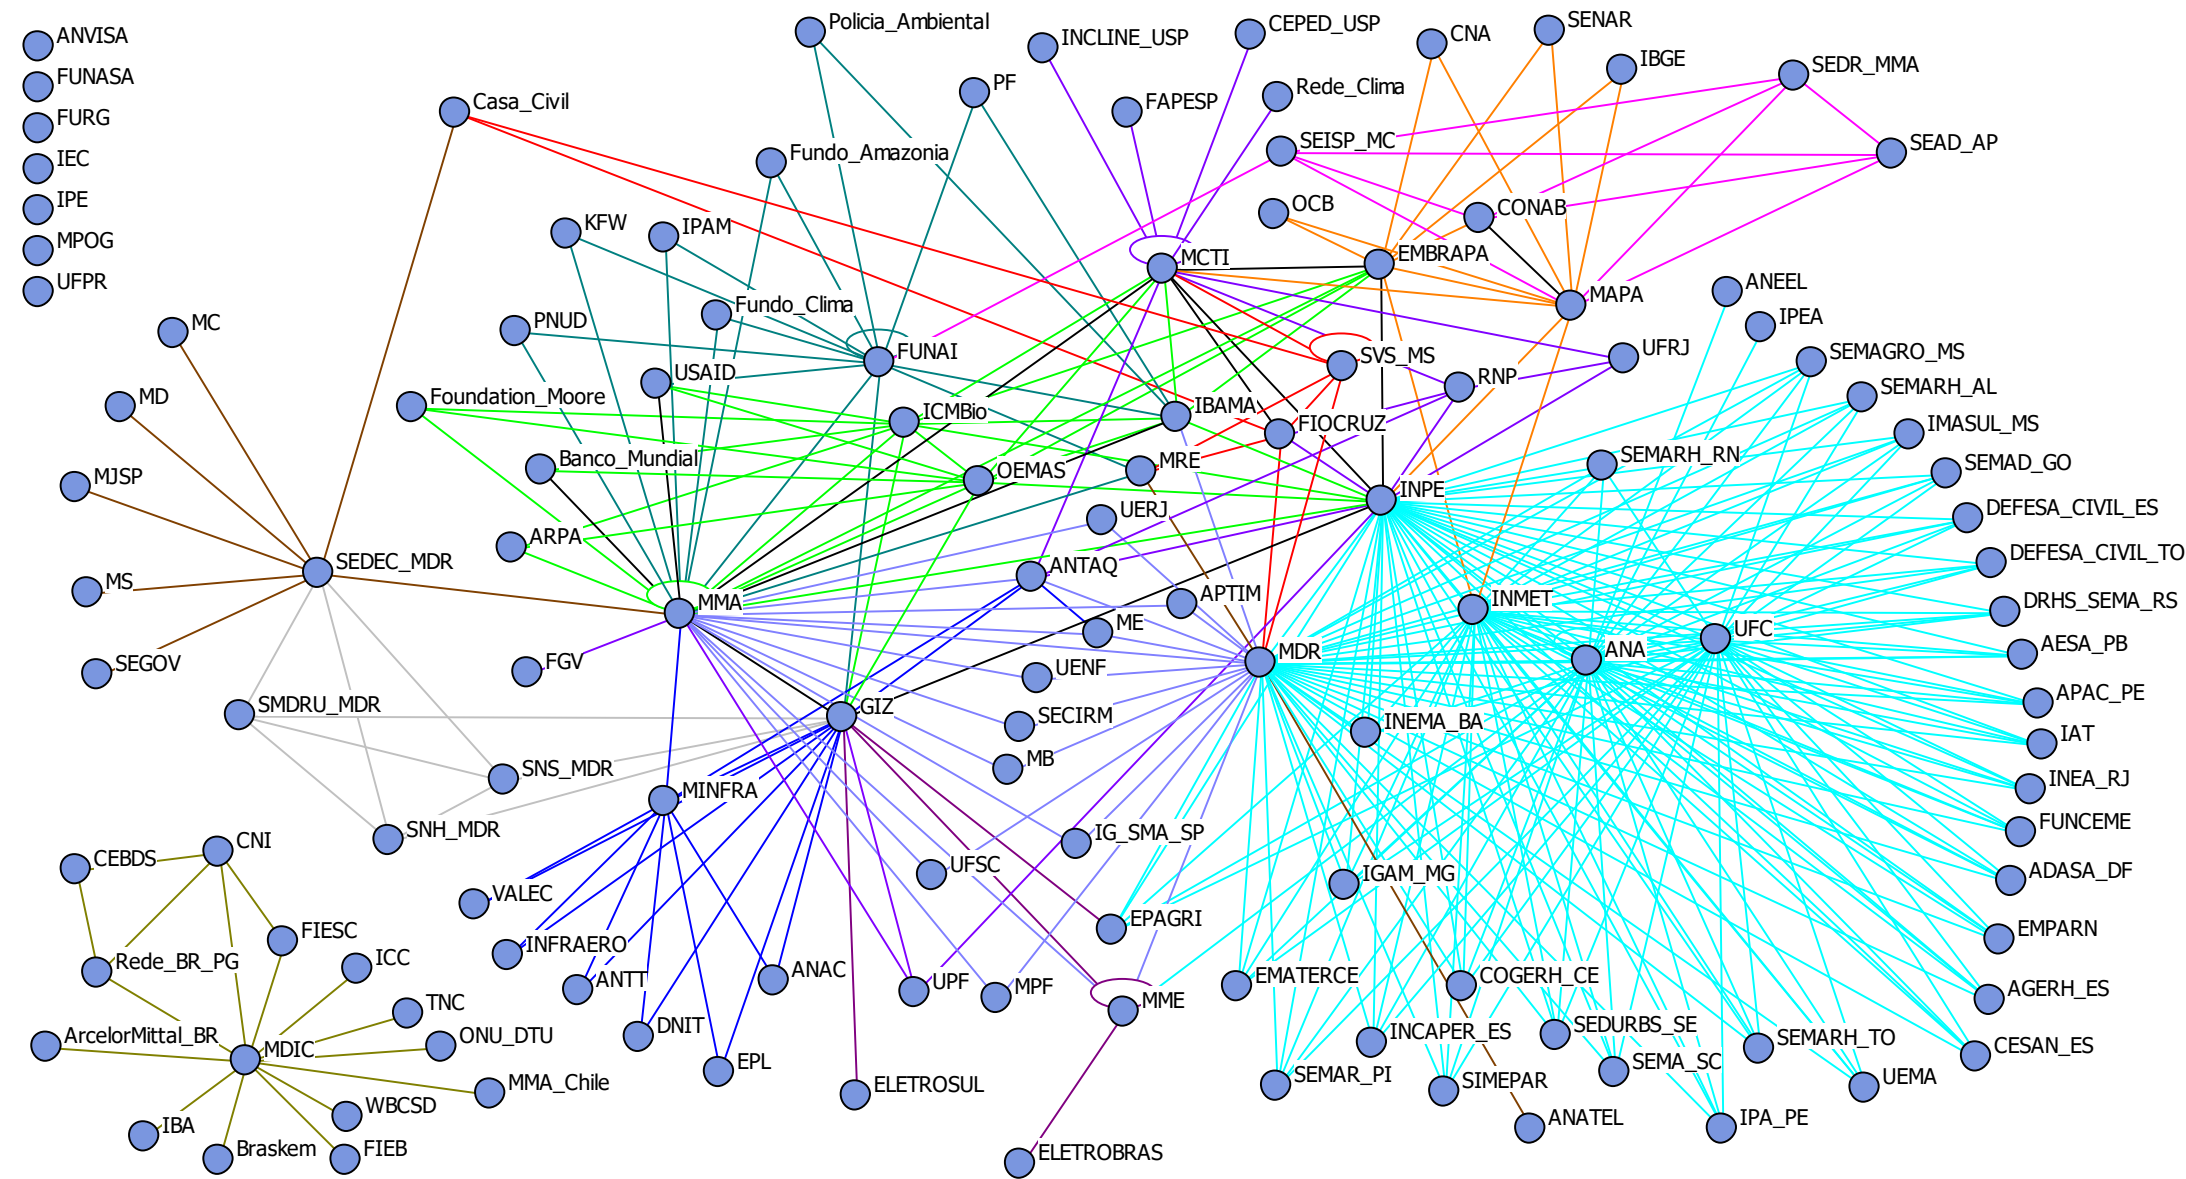 ANVISA
FUNASA
FURG
IEC
IPE
MPOG
UFPR
Policia_Ambiental
INCLINE_USP
CEPED_USP
CNA
SENAR
IBGE
SEDR_MMA
Casa_Civil
PF
FAPESP
Rede_Clima
SEISP_MC
SEAD_AP
Fundo_Amazonia
KFW
IPAM
OCB
CONAB
MCTI
EMBRAPA
MAPA
ANEEL
IPEA
MC
PNUD
Fundo_Clima
FUNAI
SVS_MS
UFRJ
SEMAGRO_MS
USAID
RNP
SEMARH_AL
MD
Foundation_Moore
ICMBio
IBAMA
FIOCRUZ
IMASUL_MS
MJSP
Banco_Mundial
OEMAS
MRE
SEMARH_RN
SEMAD_GO
INPE
UERJ
DEFESA_CIVIL_ES
ARPA
DEFESA_CIVIL_TO
MS
SEDEC_MDR
MMA
ANTAQ
APTIM
INMET
DRHS_SEMA_RS
ME
UFC
SEGOV
FGV
UENF
MDR
ANA
AESA_PB
SMDRU_MDR
GIZ
SECIRM
INEMA_BA
APAC_PE
IAT
SNS_MDR
MINFRA
MB
INEA_RJ
SNH_MDR
IG_SMA_SP
FUNCEME
CEBDS
CNI
UFSC
IGAM_MG
ADASA_DF
VALEC
FIESC
INFRAERO
EPAGRI
EMPARN
Rede_BR_PG
ICC
ANTT
ANAC
UPF
MPF
MME
EMATERCE
COGERH_CE
AGERH_ES
TNC
ArcelorMittal_BR
MDIC
ONU_DTU
DNIT
INCAPER_ES
SEDURBS_SE
SEMARH_TO
CESAN_ES
EPL
MMA_Chile
ELETROSUL
SEMAR_PI
SIMEPAR
SEMA_SC
UEMA
IBA
WBCSD
ANATEL
IPA_PE
Braskem
FIEB
ELETROBRAS